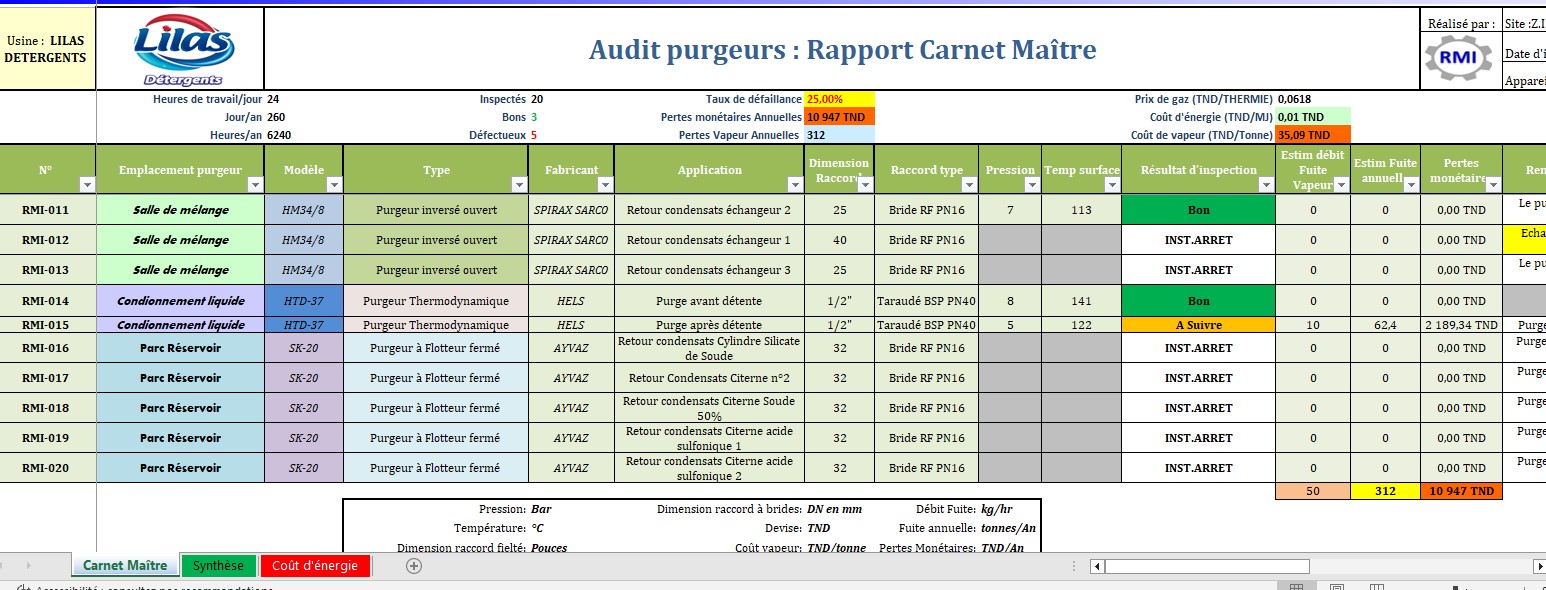 Usine : LILAS DETERGENTS
Lilas
Détergents
Audit purgeurs : Rapport Carnet Maître
Réalisé par :
RMI
Site :Z.I
Date d'i
Appareil
Heures de travail/jour 24 Inspectés 20 Taux de défaillance 25,00% Prix de gaz (TND/THERMIE) 0,0618
Jour/an 260 Bons 3 Pertes monétaires Annuelles 10 947 TND Coût d'énergie (TND/MJ) 0,01 TND
Heures/an 6240 Défectueux 5 Pertes Vapeur Annuelles 312 Coût de vapeur (TND/Tonne) 35,09 TND
N° Emplacement purgeur Modèle Type Fabricant Application Dimension Raccord Raccord type Pression Temp surface Résultat d'inspection Estim débit Fuite Vapeur Estim Fuite annuell Pertes monétaire Ren
RMI-011 Salle de mélange HM34/8 Purgeur inversé ouvert SPIRAX SARCO Retour condensats échangeur 2 25 Bride RF PN16 7 113 Bon 0 0 0,00 TND Le pu
RMI-012 Salle de mélange HM34/8 Purgeur inversé ouvert SPIRAX SARCO Retour condensats échangeur 1 40 Bride RF PN16 INST.ARRET 0 0 0,00 TND Echa
RMI-013 Salle de mélange HM34/8 Purgeur inversé ouvert SPIRAX SARCO Retour condensats échangeur 3 25 Bride RF PN16 INST.ARRET 0 0 0,00 TND Le pu
RMI-014 Condionnement liquide HTD-37 Purgeur Thermodynamique HELS Purge avant détente 1/2" Taraudé BSP PN40 8 141 Bon 0 0 0,00 TND
RMI-015 Condionnement liquide HTD-37 Purgeur Thermodynamique HELS Purge après détente 1/2" Taraudé BSP PN40 5 122 A Suivre 10 62,4 2 189,34 TND Purge
RMI-016 Parc Réservoir SK-20 Purgeur à Flotteur fermé AYVAZ Retour condensats Cylindre Silicate de Soude 32 Bride RF PN16 INST.ARRET 0 0 0,00 TND Purge
RMI-017 Parc Réservoir SK-20 Purgeur à Flotteur fermé AYVAZ Retour Condensats Citerne n°2 32 Bride RF PN16 INST.ARRET 0 0 0,00 TND Purge
RMI-018 Parc Réservoir SK-20 Purgeur à Flotteur fermé AYVAZ Retour condensats Citerne Soude 50% 32 Bride RF PN16 INST.ARRET 0 0 0,00 TND Purge
RMI-019 Parc Réservoir SK-20 Purgeur à Flotteur fermé AYVAZ Retour condensats Citerne acide sulfonique 1 32 Bride RF PN16 INST.ARRET 0 0 0,00 TND Purge
RMI-020 Parc Réservoir SK-20 Purgeur à Flotteur fermé AYVAZ Retour condensats Citerne acide sulfonique 2 32 Bride RF PN16 INST.ARRET 0 0 0,00 TND Purge
50 312 10 947 TND
Pression: Bar Dimension raccord à brides: DN en mm Débit Fuite: kg/hr
Température: °C Devise: TND Fuite annuelle: tonnes/An
Dimension raccord fielté: Pouces Coût vapeur: TND/tonne Pertes Monétaires: TND/An
Carnet Maître Synthèse Coût d'énergie